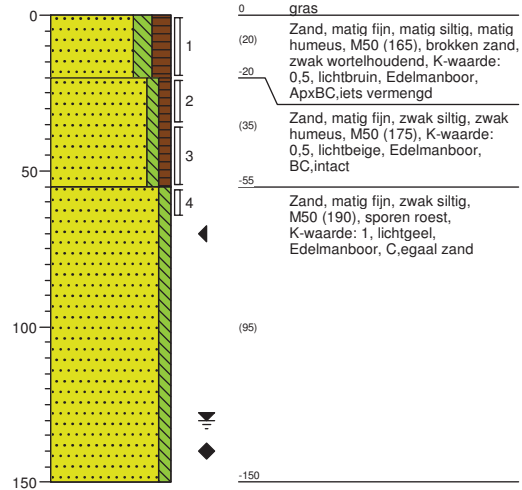 0
50
100
150
1
2
3
4
0
gras
(20)
Zand, matig fijn, matig siltig, matig
humeus, M50 (165), brokken zand,
zwak wortelhoudend, K-waarde:
0,5, lichtbruin, Edelmanboor,
ApxBC,iets vermengd
-20
(35)
Zand, matig fijn, zwak siltig, zwak
humeus, M50 (175), K-waarde:
0,5, lichtbeige, Edelmanboor,
BC,intact
-55
Zand, matig fijn, zwak siltig,
M50 (190), sporen roest,
K-waarde: 1, lichtgeel,
Edelmanboor, C,egaal zand
(95)
-150